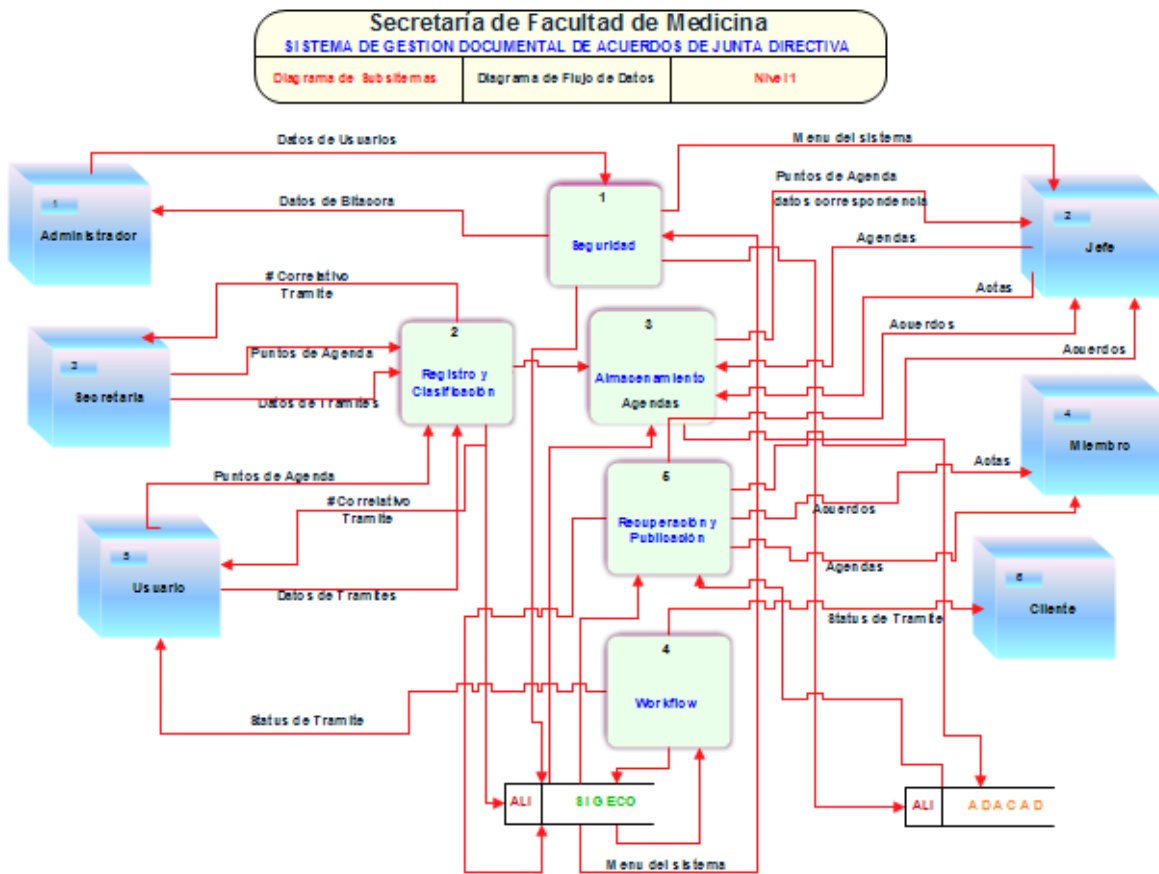 Secretaría de Facultad de Medicina
SISTEMA DE GESTION DOCUMENTAL DE ACUERDOS DE JUNTA DIRECTIVA
Diagrama de Subsitemas
Diagrama de Flujo de Datos
Nivel 1
Datos de Usuarios
Menu del sistema
1
Administrador
Datos de Bitacora
1
Seguridad
Puntos de Agenda
datos correspondencia
Agendas
2
Jefe
# Correlativo
Tramite
Actas
3
Secretaria
Puntos de Agenda
Datos de Tramites
2
Registro y
Clasificación
3
Almacenamiento
Agendas
Acuerdos
Acuerdos
4
Miembro
Puntos de Agenda
#Correlativo
Tramite
5
Recuperación y
Publicación
Actas
Acuerdos
Agendas
5
Usuario
Datos de Tramites
6
Cliente
Status de Tramite
4
Workflow
Status de Tramite
ALI
SIGECO
ALI
ADACAD
Menu del sistema